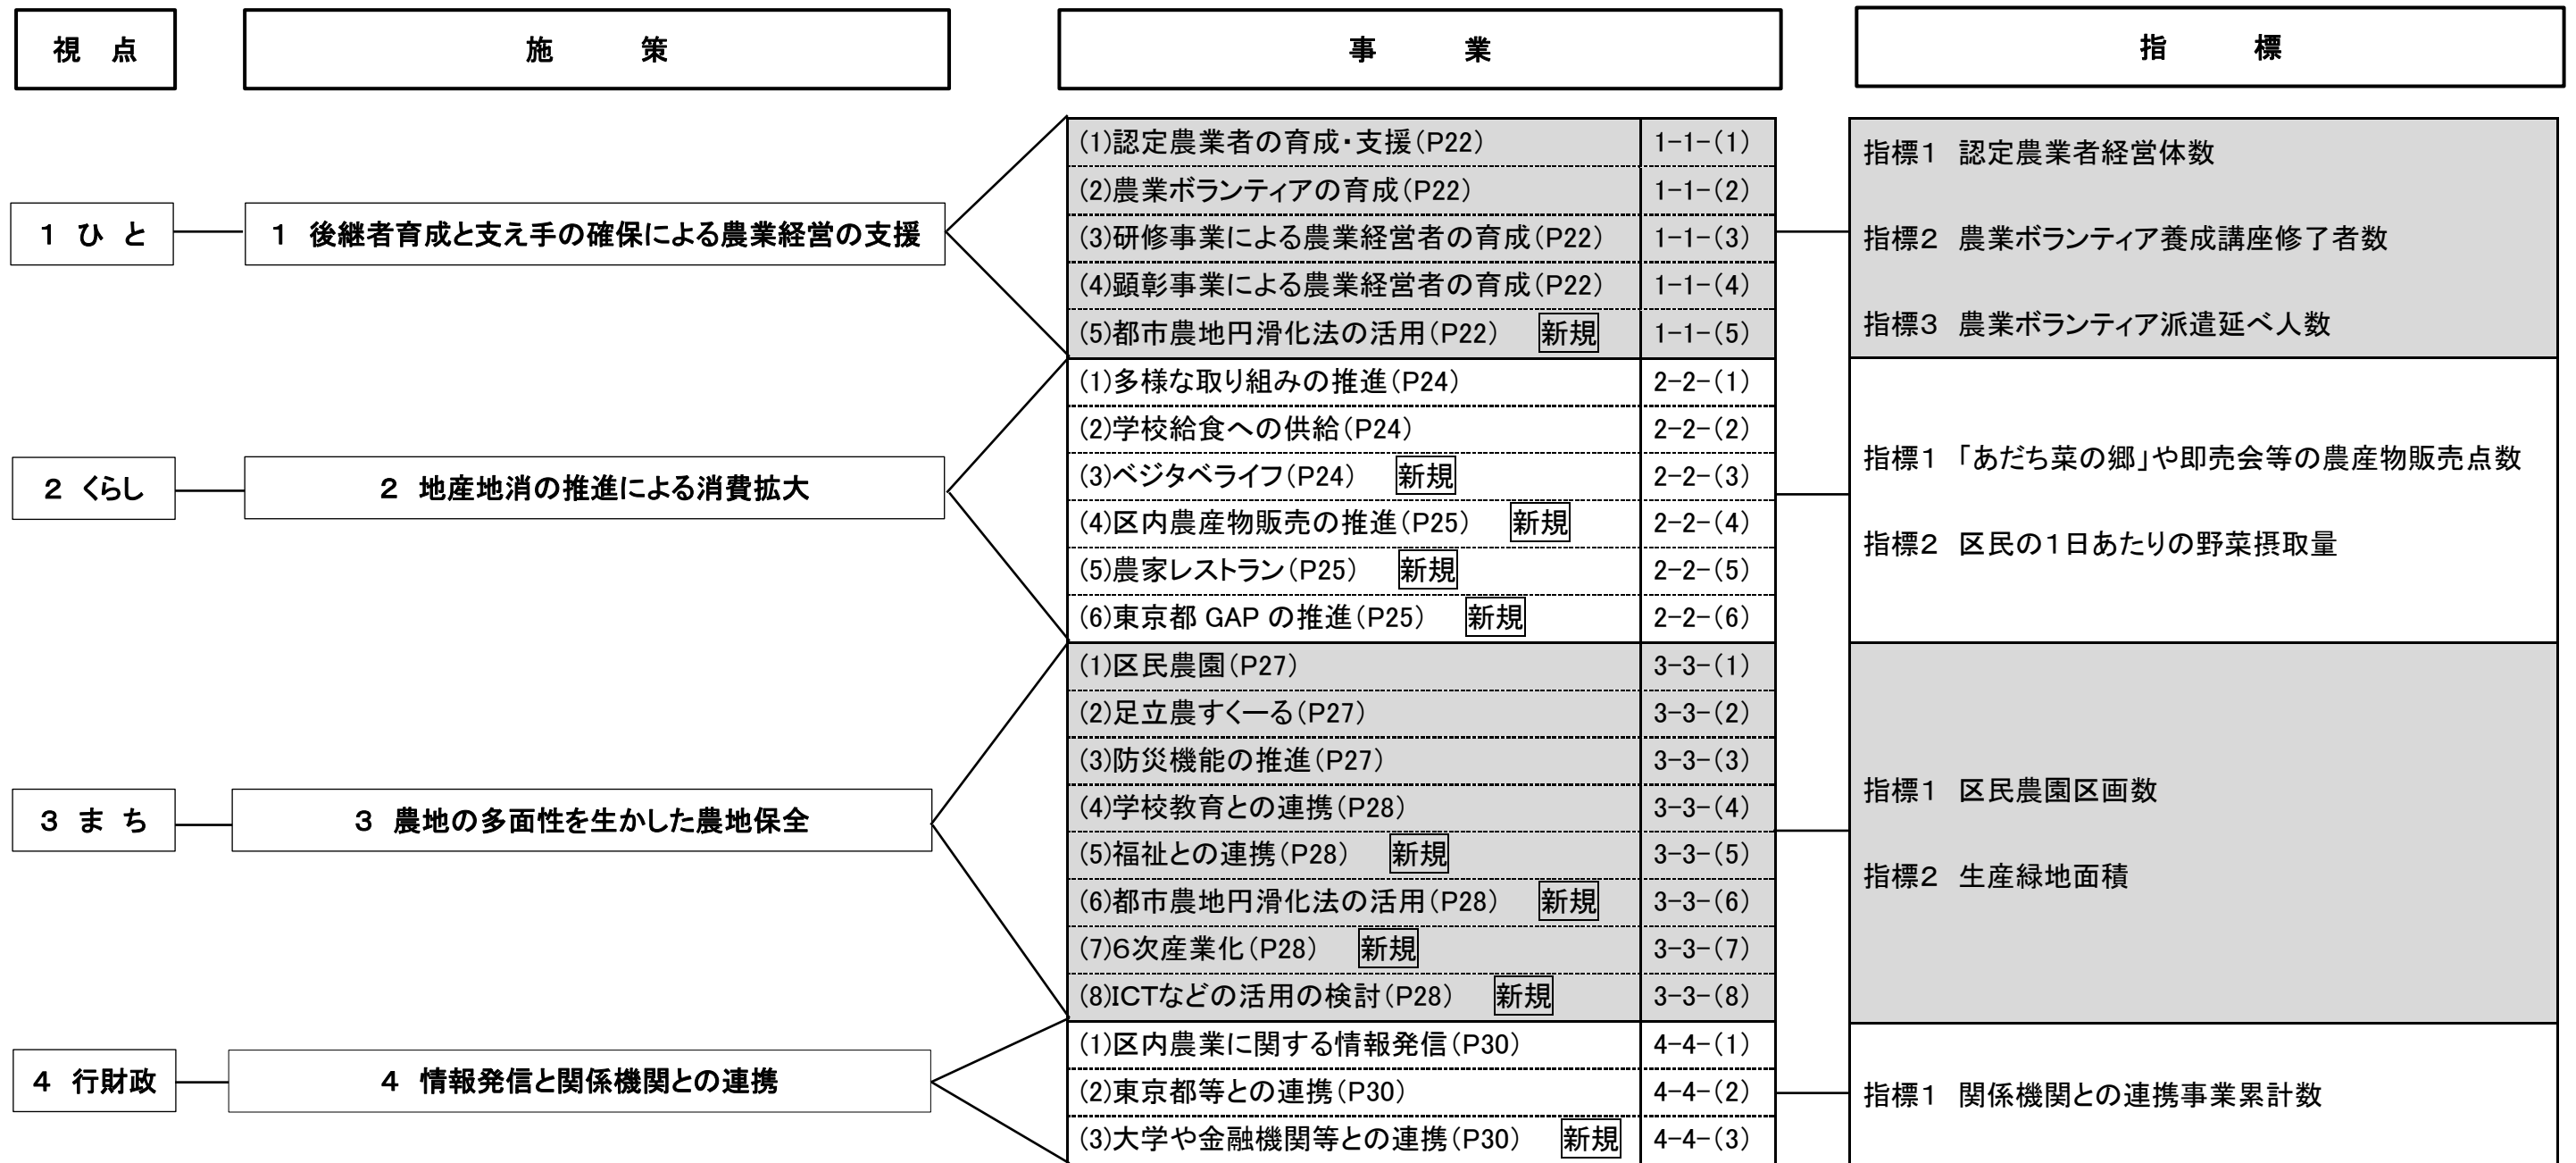 視 点 施 策 事 業 指 標
1 ひ と
1 後継者育成と支え手の確保による農業経営の支援
(1)認定農業者の育成・支援(P22) 1-1-(1)
(2)農業ボランティアの育成(P22) 1-1-(2)
(3)研修事業による農業経営者の育成(P22) 1-1-(3)
(4)顕彰事業による農業経営者の育成(P22) 1-1-(4)
(5)都市農地円滑化法の活用(P22) 新規 1-1-(5)
指標1 認定農業者経営体数
指標2 農業ボランティア養成講座修了者数
指標3 農業ボランティア派遣延べ人数
2 くらし
2 地産地消の推進による消費拡大
(1)多様な取り組みの推進(P24) 2-2-(1)
(2)学校給食への供給(P24) 2-2-(2)
(3)ベジタベライフ(P24) 新規 2-2-(3)
(4)区内農産物販売の推進(P25) 新規 2-2-(4)
(5)農家レストラン(P25) 新規 2-2-(5)
(6)東京都 GAP の推進(P25) 新規 2-2-(6)
指標1 「あだち菜の郷」や即売会等の農産物販売点数
指標2 区民の1日あたりの野菜摂取量
3 ま ち
3 農地の多面性を生かした農地保全
(1)区民農園(P27) 3-3-(1)
(2)足立農すくーる(P27) 3-3-(2)
(3)防災機能の推進(P27) 3-3-(3)
(4)学校教育との連携(P28) 3-3-(4)
(5)福祉との連携(P28) 新規 3-3-(5)
(6)都市農地円滑化法の活用(P28) 新規 3-3-(6)
(7)6次産業化(P28) 新規 3-3-(7)
(8)ICTなどの活用の検討(P28) 新規 3-3-(8)
指標1 区民農園区画数
指標2 生産緑地面積
4 行財政
4 情報発信と関係機関との連携
(1)区内農業に関する情報発信(P30) 4-4-(1)
(2)東京都等との連携(P30) 4-4-(2)
(3)大学や金融機関等との連携(P30) 新規 4-4-(3)
指標1 関係機関との連携事業累計数